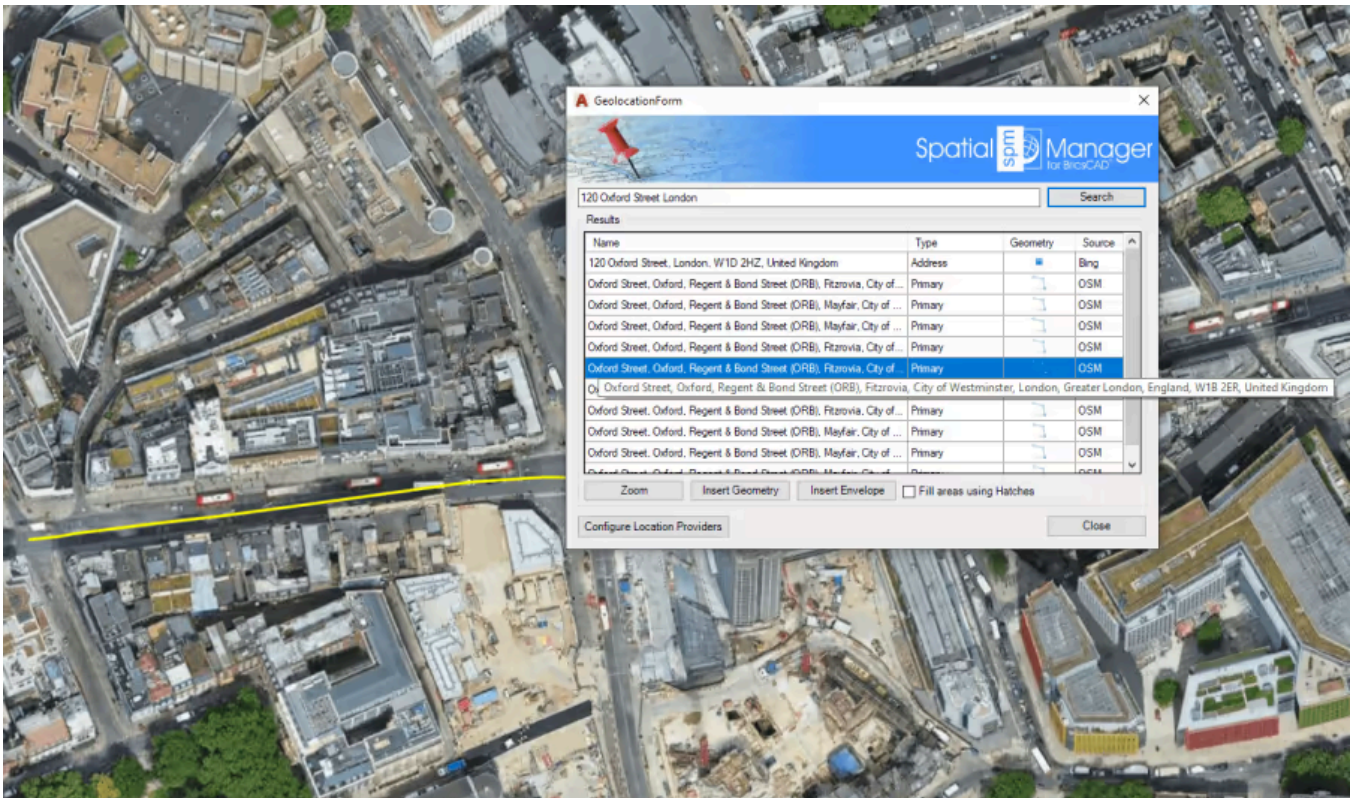 GeolocationForm
Spatial spm Manager
for BricsCAD
120 Oxford Street London
Search
Results
Name Type Geometry Source
120 Oxford Street, London, W1D 2HZ, United Kingdom Address Bing
Oxford Street, Oxford, Regent & Bond Street (ORB), Fitzrovia, City of... Primary OSM
Oxford Street, Oxford, Regent & Bond Street (ORB), Mayfair, City of ... Primary OSM
Oxford Street, Oxford, Regent & Bond Street (ORB), Mayfair, City of ... Primary OSM
Oxford Street, Oxford, Regent & Bond Street (ORB), Fitzrovia, City of... Primary OSM
Oxford Street, Oxford, Regent & Bond Street (ORB), Fitzrovia, City of... Primary OSM
Oxford Street, Oxford, Regent & Bond Street (ORB), Fitzrovia, City of Westminster, London, Greater London, England, W1B 2ER, United Kingdom
Oxford Street, Oxford, Regent & Bond Street (ORB), Fitzrovia, City of... Primary OSM
Oxford Street, Oxford, Regent & Bond Street (ORB), Mayfair, City of ... Primary OSM
Oxford Street, Oxford, Regent & Bond Street (ORB), Mayfair, City of ... Primary OSM
Zoom Insert Geometry Insert Envelope Fill areas using Hatches
Configure Location Providers Close